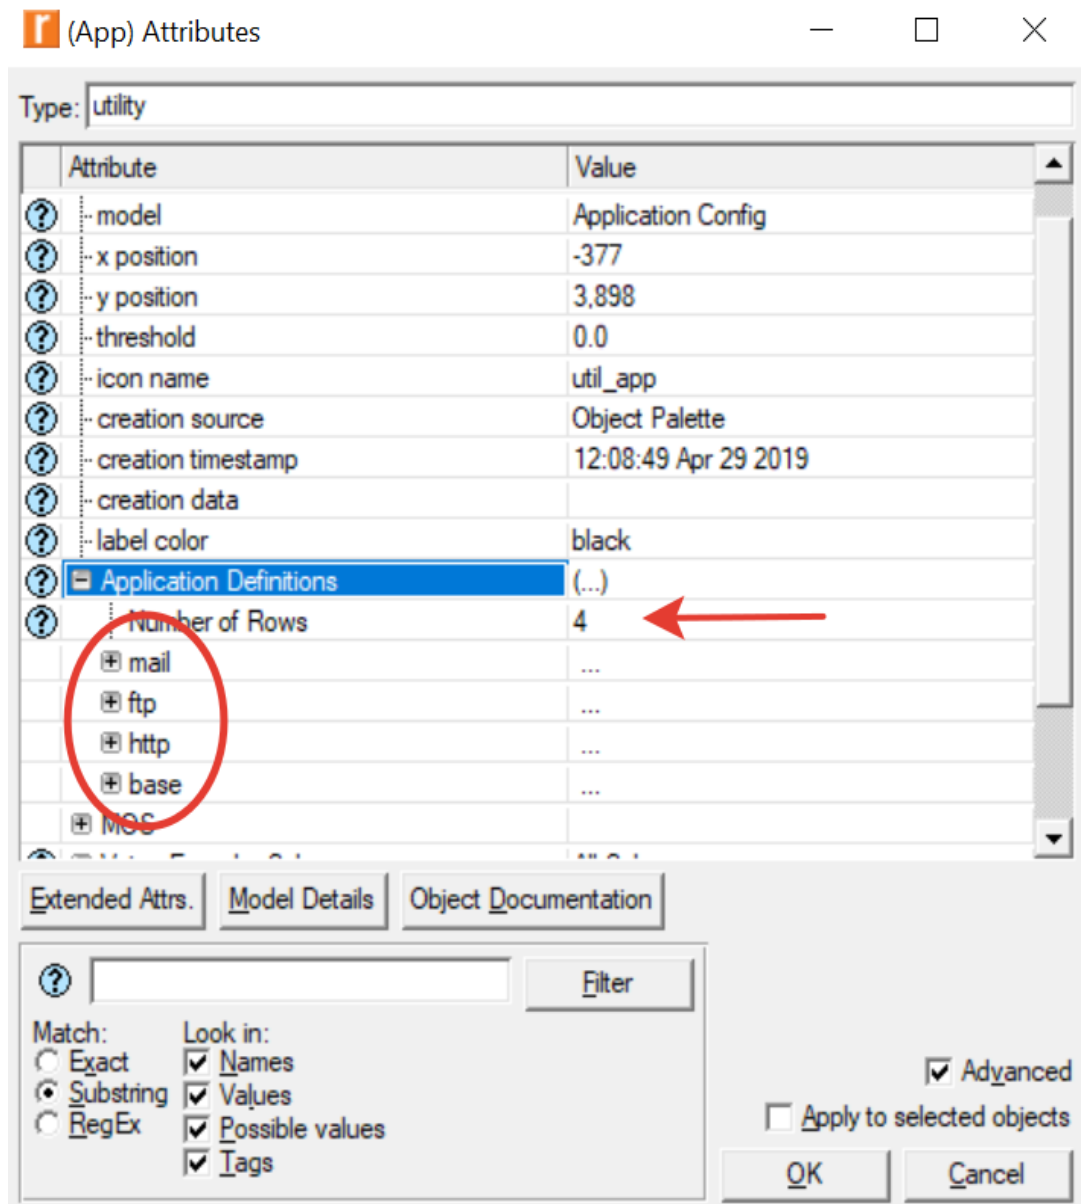 (App) Attributes
Type: utility
Attribute Value
model Application Config
x position -377
y position 3,898
threshold 0.0
icon name util_app
creation source Object Palette
creation timestamp 12:08:49 Apr 29 2019
creation data
label color black
Application Definitions (...)
Number of Rows 4
mail ...
ftp ...
http ...
base ...
MOS
Extended Attrs. Model Details Object Documentation
Filter
Match: Look in:
Exact Names
Substring Values
RegEx Possible values
Tags
Advanced
Apply to selected objects
OK Cancel